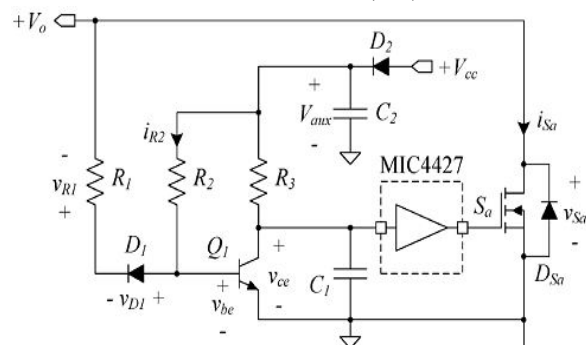 +Vo
D2
+Vcc
+
Vaux
C2
-
iR2
iSa
MIC4427
-
vR1
+
R1
R2
R3
Sa
+
vSa
-
DSa
D1
Q1
- vD1 +
+
vbe
-
+
vce
-
C1